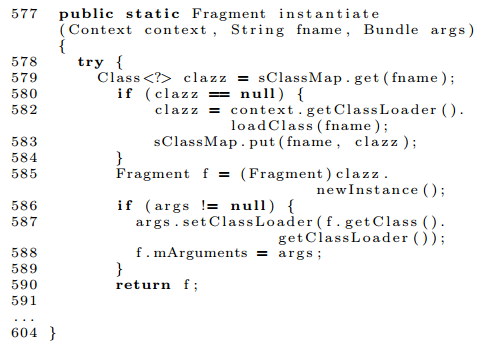 577 public static Fragment instantiate
(Context context, String fname, Bundle args)
{
578 try {
579 Class<?> clazz = sClassMap.get(fname);
580 if (clazz == null) {
582 clazz = context.getClassLoader().
loadClass(fname);
583 sClassMap.put(fname, clazz);
584 }
585 Fragment f = (Fragment)clazz.
newInstance();
586 if (args != null) {
587 args.setClassLoader(f.getClass().
getClassLoader());
588 f.mArguments = args;
589 }
590 return f;
591
...
604 }